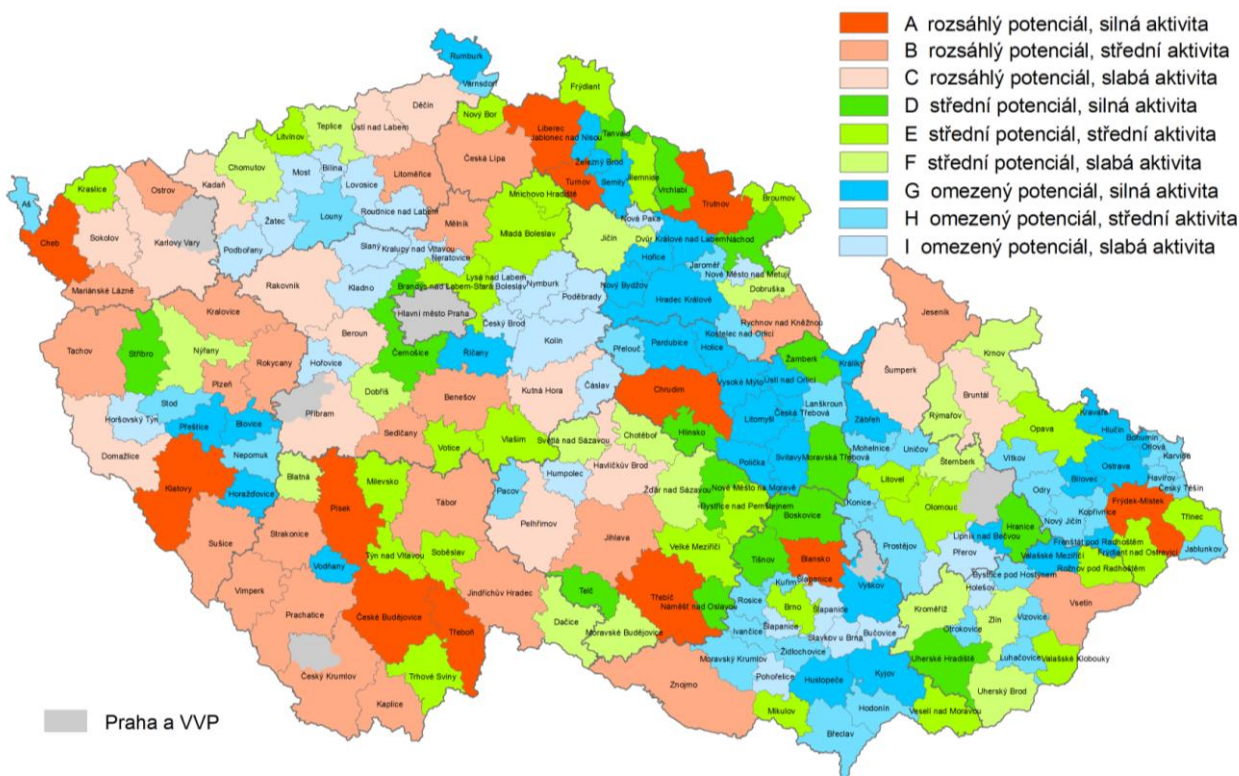 A rozsáhlý potenciál, silná aktivita
B rozsáhlý potenciál, střední aktivita
C rozsáhlý potenciál, slabá aktivita
D střední potenciál, silná aktivita
E střední potenciál, střední aktivita
F střední potenciál, slabá aktivita
G omezený potenciál, silná aktivita
H omezený potenciál, střední aktivita
I omezený potenciál, slabá aktivita
Rumburk
Varnsdorf
Děčín
Ústí nad Labem
Teplice
Litvínov
Nový Bor
Frýdlant
Liberec
Jablonec nad Nisou
Tanvald
Chomutov
Most
Bílina
Lovosice
Litoměřice
Česká Lípa
Železný Brod
Semily
Turnov
Jilemnice
Vrchlabí
Trutnov
Broumov
Aš
Kraslice
Ostrov
Kadaň
Žatec
Louny
Roudnice nad Labem
Mělník
Mnichovo Hradiště
Mladá Boleslav
Jičín
Nová Paka
Dvůr Králové nad Labem
Náchod
Cheb
Sokolov
Karlovy Vary
Podbořany
Slaný
Kralupy nad Vltavou
Neratovice
Hořice
Jaroměř
Nové Město nad Metují
Dobruška
Mariánské Lázně
Rakovník
Kladno
Lysá nad Labem
Brandýs nad Labem-Stará Boleslav
Nymburk
Poděbrady
Nový Bydžov
Hradec Králové
Kralovice
Beroun
Hlavní město Praha
Český Brod
Kolín
Rychnov nad Kněžnou
Kostelec nad Orlicí
Jeseník
Tachov
Stříbro
Nýřany
Rokycany
Plzeň
Hořovice
Černošice
Říčany
Přelouč
Pardubice
Holice
Žamberk
Králíky
Šumperk
Bruntál
Krnov
Stod
Příbram
Dobříš
Benešov
Kutná Hora
Čáslav
Chrudim
Vysoké Mýto
Ústí nad Orlicí
Lanškroun
Česká Třebová
Litomyšl
Zábřeh
Rýmařov
Horšovský Týn
Přeštice
Blovice
Sedlčany
Votice
Vlašim
Světlá nad Sázavou
Chotěboř
Hlinsko
Polička
Svitavy
Moravská Třebová
Mohelnice
Uničov
Šternberk
Opava
Kravaře
Hlučín
Bohumín
Orlová
Karviná
Domažlice
Nepomuk
Havlíčkův Brod
Vítkov
Ostrava
Havířov
Český Těšín
Klatovy
Horažďovice
Blatná
Milevsko
Tábor
Pacov
Humpolec
Žďár nad Sázavou
Nové Město na Moravě
Bystřice nad Pernštejnem
Konice
Litovel
Olomouc
Odry
Bílovec
Nový Jičín
Kopřivnice
Frýdek-Místek
Třinec
Jablunkov
Písek
Pelhřimov
Jihlava
Boskovice
Prostějov
Přerov
Lipník nad Bečvou
Hranice
Valašské Meziříčí
Frenštát pod Radhoštěm
Frýdlant nad Ostravicí
Rožnov pod Radhoštěm
Sušice
Strakonice
Týn nad Vltavou
Soběslav
Velké Meziříčí
Tišnov
Blansko
Vyškov
Bystřice pod Hostýnem
Holešov
Vsetín
Vodňany
Vimperk
Prachatice
České Budějovice
Třeboň
Jindřichův Hradec
Telč
Třebíč
Náměšť nad Oslavou
Rosice
Kuřim
Brno
Šlapanice
Šlapanice
Slavkov u Brna
Bučovice
Kroměříž
Otrokovice
Zlín
Vizovice
Dačice
Moravské Budějovice
Ivančice
Židlochovice
Moravský Krumlov
Pohořelice
Hustopeče
Kyjov
Uherské Hradiště
Luhačovice
Valašské Klobouky
Uherský Brod
Český Krumlov
Kaplice
Trhové Sviny
Znojmo
Mikulov
Břeclav
Hodonín
Veselí nad Moravou
Praha a VVP